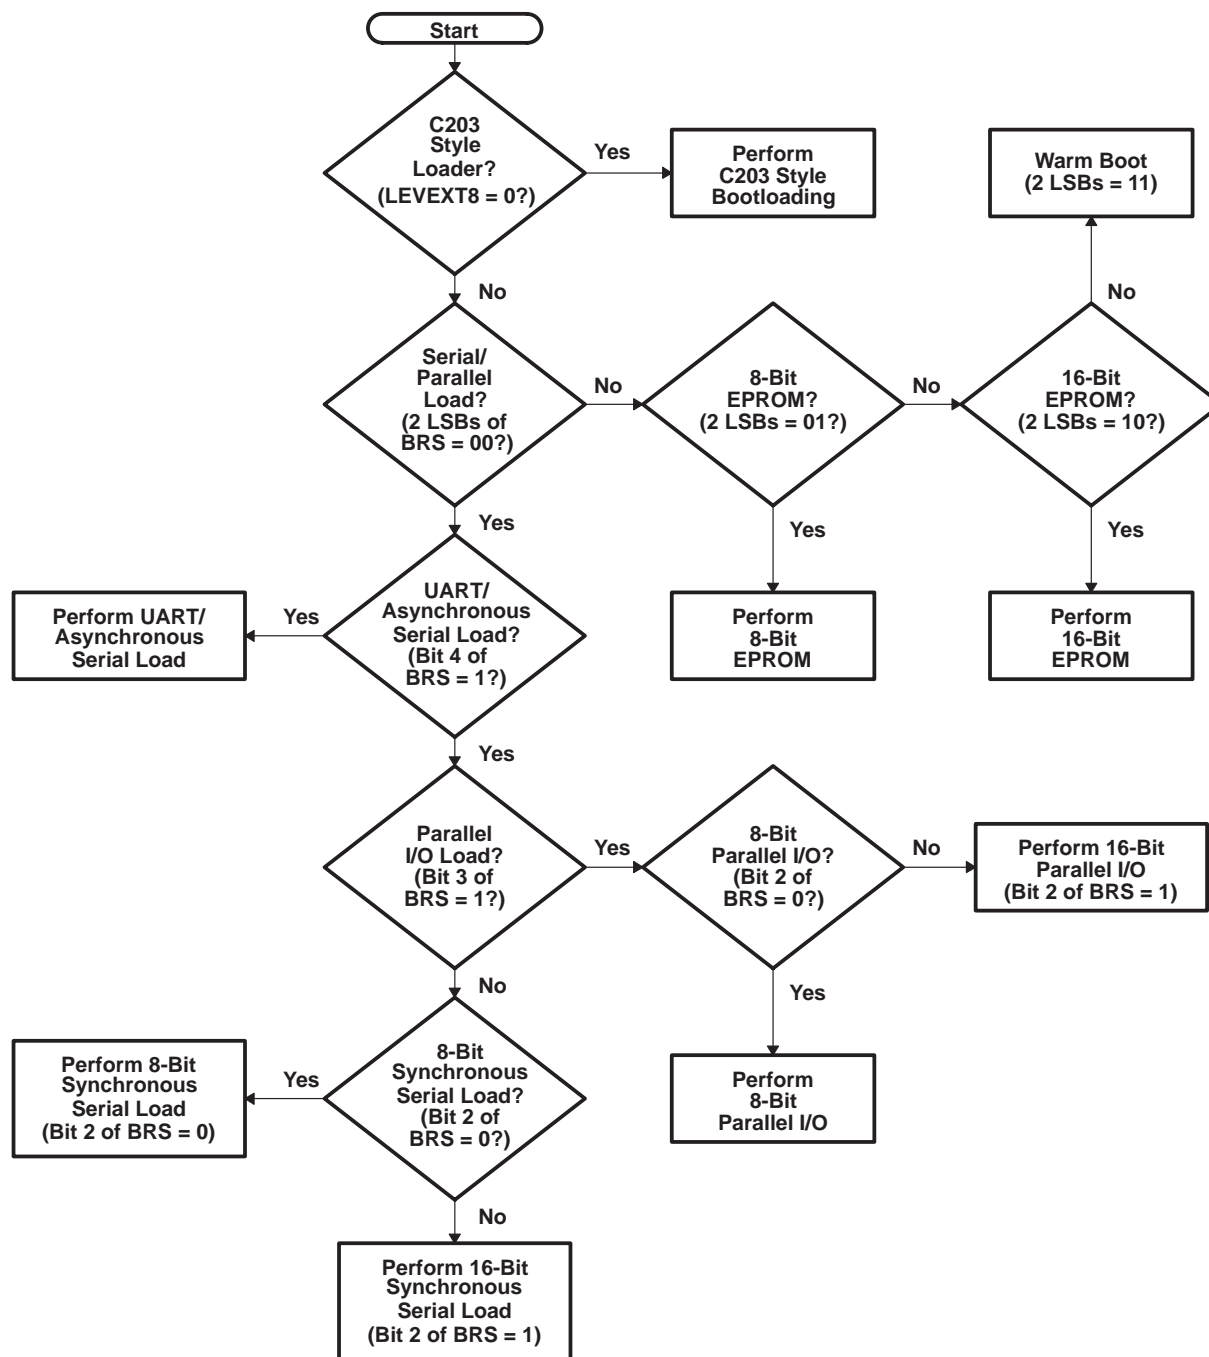 Start
C203
Style
Loader?
(LEVEXT8 = 0?)
Yes
Perform
C203 Style
Bootloading
Warm Boot
(2 LSBs = 11)
No
No
Serial/
Parallel
Load?
(2 LSBs of
BRS = 00?)
No
8-Bit
EPROM?
(2 LSBs = 01?)
No
16-Bit
EPROM?
(2 LSBs = 10?)
Yes
Yes
Yes
Perform UART/
Asynchronous
Serial Load
Yes
UART/
Asynchronous
Serial Load?
(Bit 4 of
BRS = 1?)
Perform
8-Bit
EPROM
Perform
16-Bit
EPROM
Yes
Parallel
I/O Load?
(Bit 3 of
BRS = 1?)
Yes
8-Bit
Parallel I/O?
(Bit 2 of
BRS = 0?)
No
Perform 16-Bit
Parallel I/O
(Bit 2 of BRS = 1)
No
Yes
Perform 8-Bit
Synchronous
Serial Load
(Bit 2 of BRS = 0)
Yes
8-Bit
Synchronous
Serial Load?
(Bit 2 of
BRS = 0?)
Perform
8-Bit
Parallel I/O
No
Perform 16-Bit
Synchronous
Serial Load
(Bit 2 of BRS = 1)